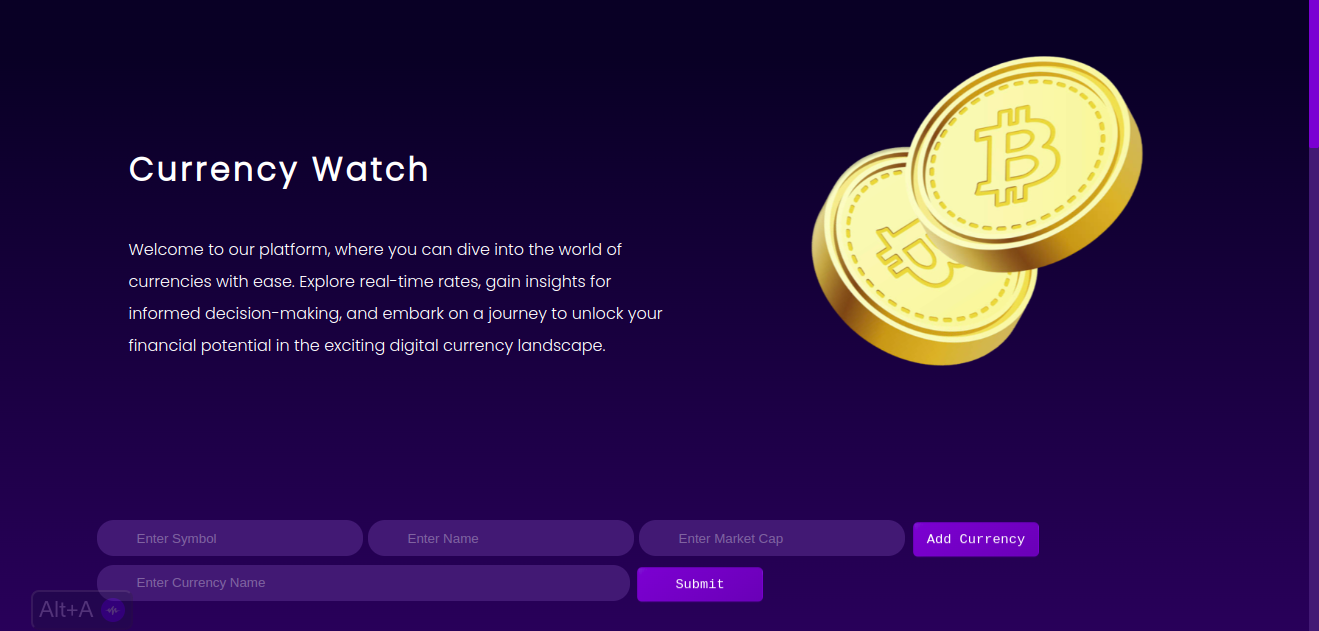 Currency Watch
Welcome to our platform, where you can dive into the world of
currencies with ease. Explore real-time rates, gain insights for
informed decision-making, and embark on a journey to unlock your
financial potential in the exciting digital currency landscape.
Enter Symbol
Enter Name
Enter Market Cap
Add Currency
Enter Currency Name
Submit
Alt+A